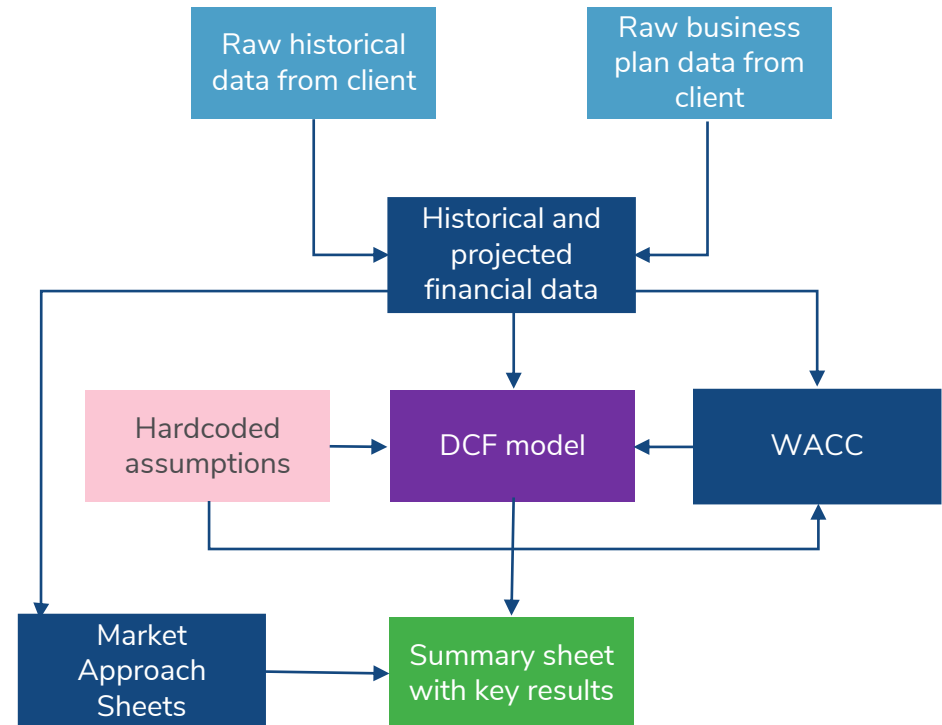 Raw historical
data from client
Raw business
plan data from
client
Historical and
projected
financial data
Hardcoded
assumptions
DCF model
WACC
Market
Approach
Sheets
Summary sheet
with key results